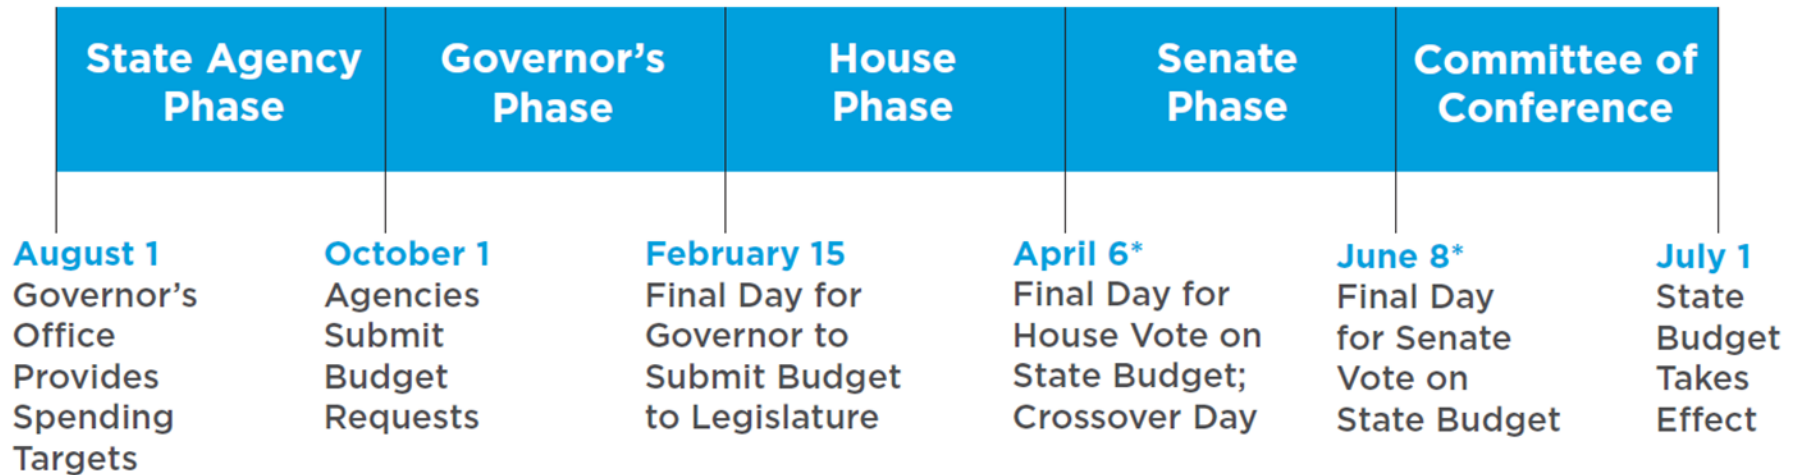 State Agency
Phase
Governor's
Phase
House
Phase
Senate
Phase
Committee of
Conference
August 1
Governor's
Office
Provides
Spending
Targets
October 1
Agencies
Submit
Budget
Requests
February 15
Final Day for
Governor to
Submit Budget
to Legislature
April 6*
Final Day for
House Vote on
State Budget;
Crossover Day
June 8*
Final Day
for Senate
Vote on
State Budget
July 1
State
Budget
Takes
Effect